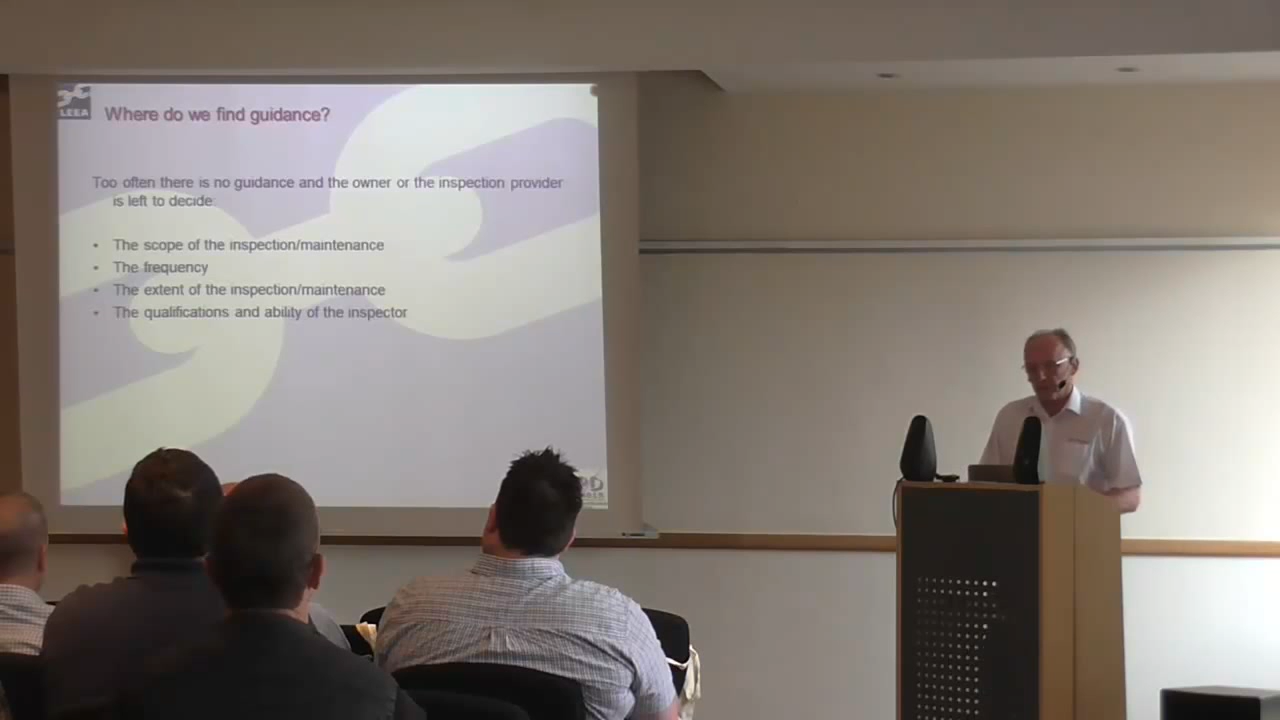 LEEA
Where do we find guidance?
Too often there is no guidance and the owner or the inspection provider
is left to decide:
• The scope of the inspection/maintenance
• The frequency
• The extent of the inspection/maintenance
• The qualifications and ability of the inspector